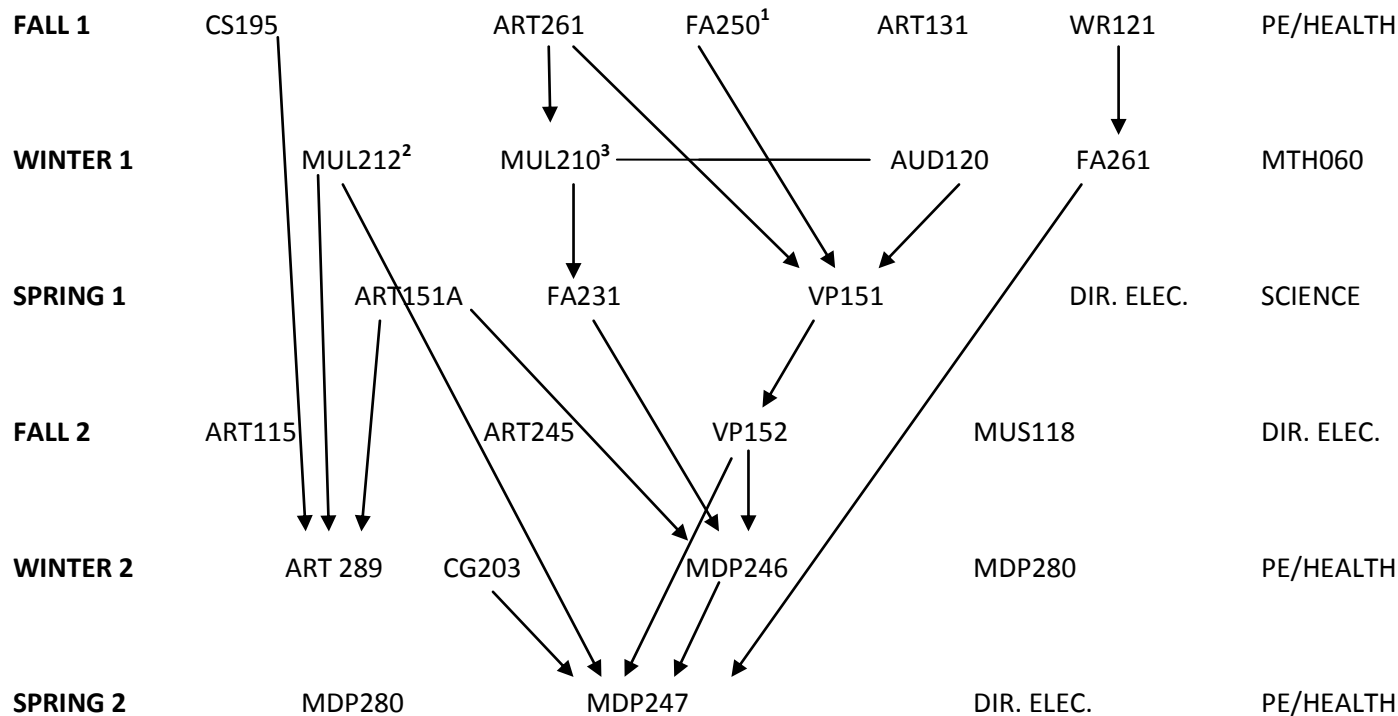 FALL 1 CS195 ART261 FA250¹ ART131 WR121 PE/HEALTH
WINTER 1 MUL212² MUL210³ AUD120 FA261 MTH060
SPRING 1 ART151A FA231 VP151 DIR. ELEC. SCIENCE
FALL 2 ART115 ART245 VP152 MUS118 DIR. ELEC.
WINTER 2 ART 289 CG203 MDP246 MDP280 PE/HEALTH
SPRING 2 MDP280 MDP247 DIR. ELEC. PE/HEALTH